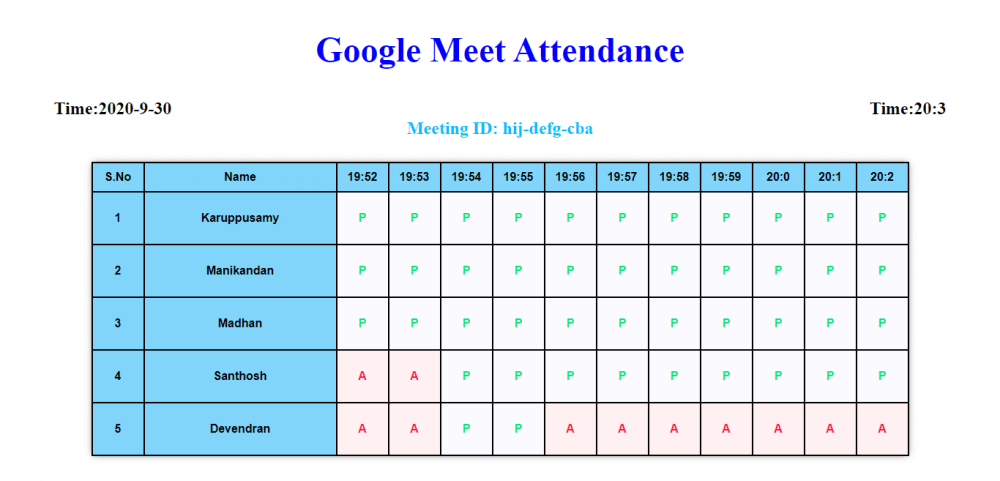 Google Meet Attendance
Time:2020-9-30 Time:20:3
Meeting ID: hij-defg-cba
S.No Name 19:52 19:53 19:54 19:55 19:56 19:57 19:58 19:59 20:0 20:1 20:2
1 Karuppusamy P P P P P P P P P P P
2 Manikandan P P P P P P P P P P P
3 Madhan P P P P P P P P P P P
4 Santhosh A A P P P P P P P P P
5 Devendran A A P P A A A A A A A